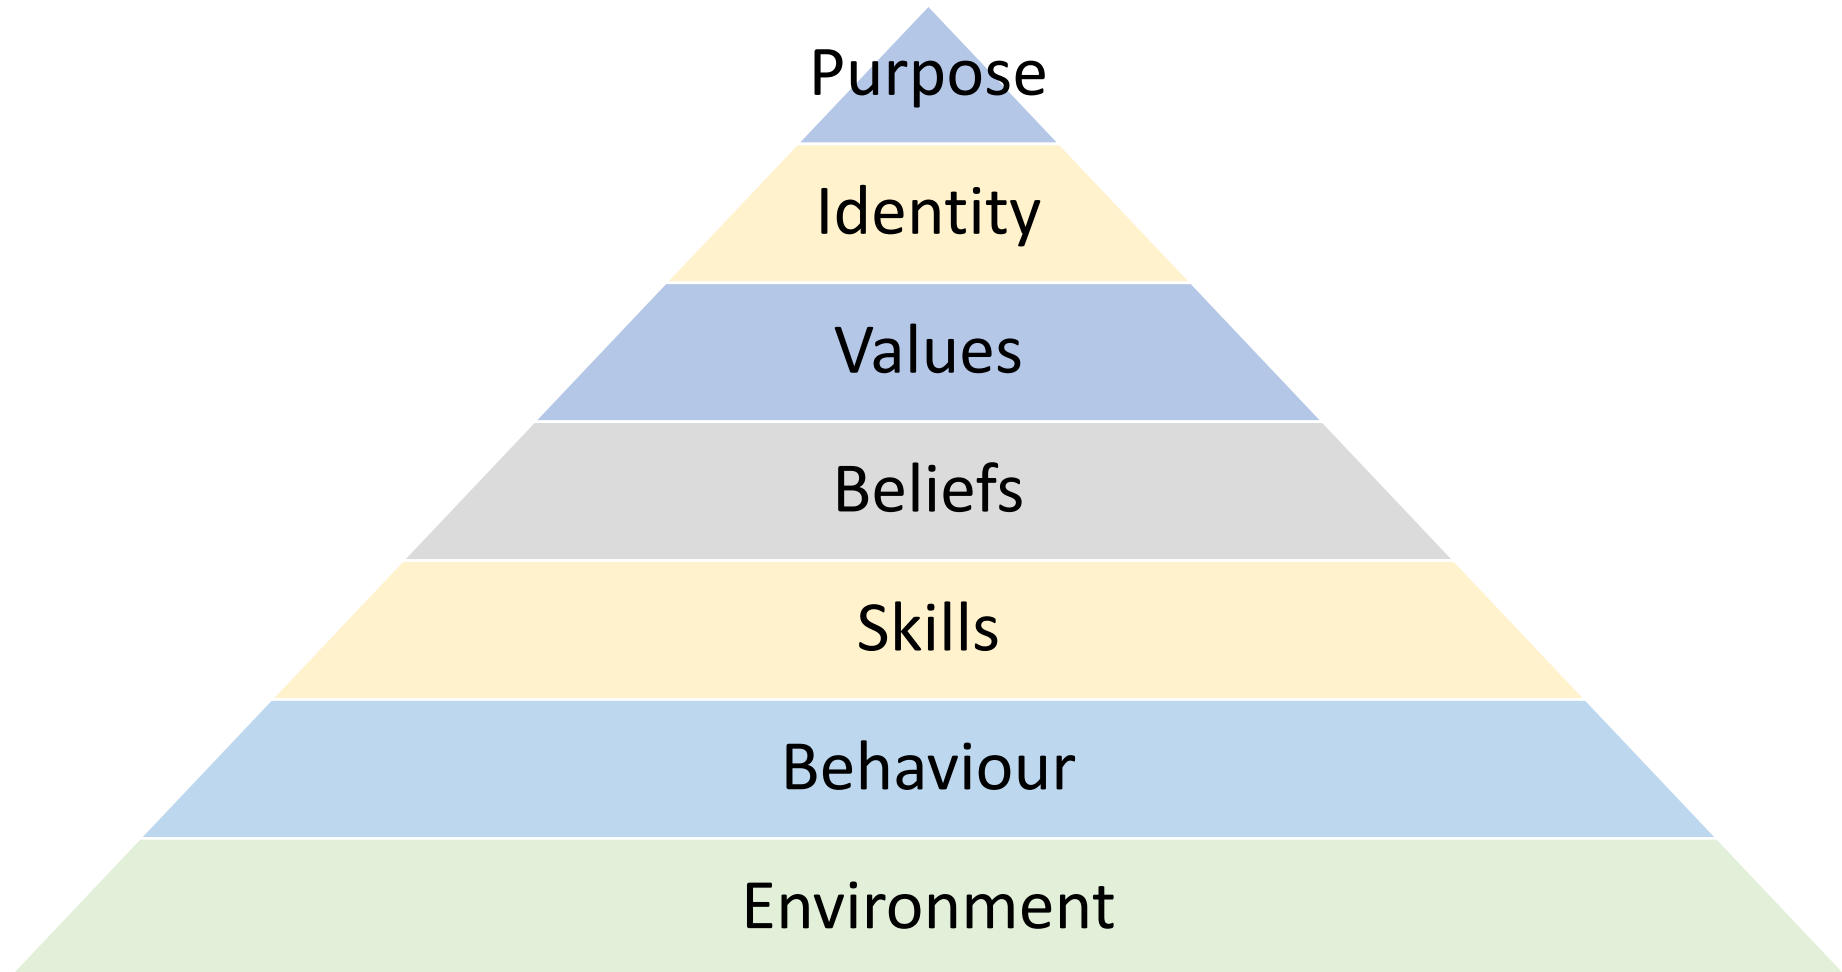 Purpose
Identity
Values
Beliefs
Skills
Behaviour
Environment